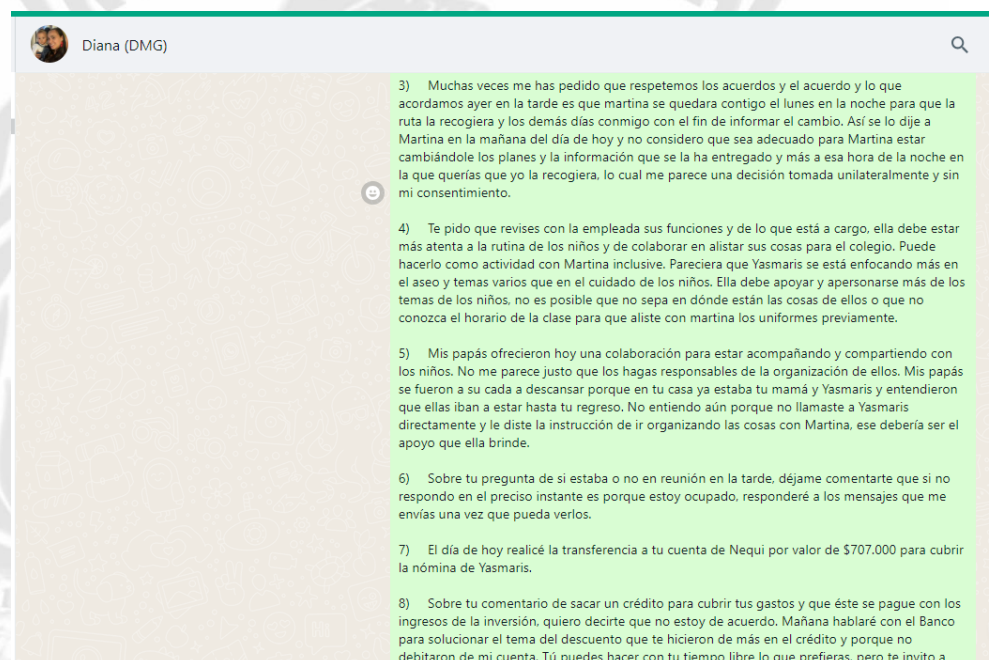 Diana (DMG)
3) Muchas veces me has pedido que respetemos los acuerdos y el acuerdo y lo que
acordamos ayer en la tarde es que martina se quedara contigo el lunes en la noche para que la
ruta la recogiera y los demás días conmigo con el fin de informar el cambio. Así se lo dije a
Martina en la mañana del día de hoy y no considero que sea adecuado para Martina estar
cambiándole los planes y la información que se la ha entregado y más a esa hora de la noche en
la que querías que yo la recogiera, lo cual me parece una decisión tomada unilateralmente y sin
mi consentimiento.
4) Te pido que revises con la empleada sus funciones y de lo que está a cargo, ella debe estar
más atenta a la rutina de los niños y de colaborar en alistar sus cosas para el colegio. Puede
hacerlo como actividad con Martina inclusive. Pareciera que Yasmaris se está enfocando más en
el aseo y temas varios que en el cuidado de los niños. Ella debe apoyar y apersonarse más de los
temas de los niños, no es posible que no sepa en dónde están las cosas de ellos o que no
conozca el horario de la clase para que aliste con martina los uniformes previamente.
5) Mis papás ofrecieron hoy una colaboración para estar acompañando y compartiendo con
los niños. No me parece justo que los hagas responsables de la organización de ellos. Mis papás
se fueron a su cada a descansar porque en tu casa ya estaba tu mamá y Yasmaris y entendieron
que ellas iban a estar hasta tu regreso. No entiendo aún porque no llamaste a Yasmaris
directamente y le diste la instrucción de ir organizando las cosas con Martina, ese debería ser el
apoyo que ella brinde.
6) Sobre tu pregunta de si estaba o no en reunión en la tarde, déjame comentarte que si no
respondo en el preciso instante es porque estoy ocupado, responderé a los mensajes que me
envías una vez que pueda verlos.
7) El día de hoy realicé la transferencia a tu cuenta de Nequi por valor de $707.000 para cubrir
la nómina de Yasmaris.
8) Sobre tu comentario de sacar un crédito para cubrir tus gastos y que éste se pague con los
ingresos de la inversión, quiero decirte que no estoy de acuerdo. Mañana hablaré con el Banco
para solucionar el tema del descuento que te hicieron de más en el crédito y porque no
debitaron de mi cuenta. Tú puedes hacer con tu tiempo libre lo que prefieras, pero te invito a